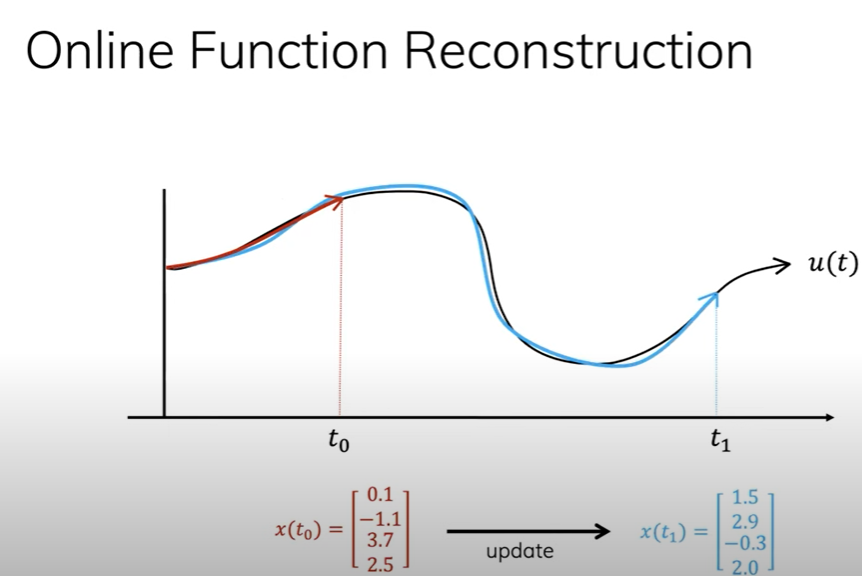 Online Function Reconstruction
u(t)
t₀
t₁
x(t₀) = [0.1
−1.1
3.7
2.5]
update
x(t₁) = [1.5
2.9
−0.3
2.0]